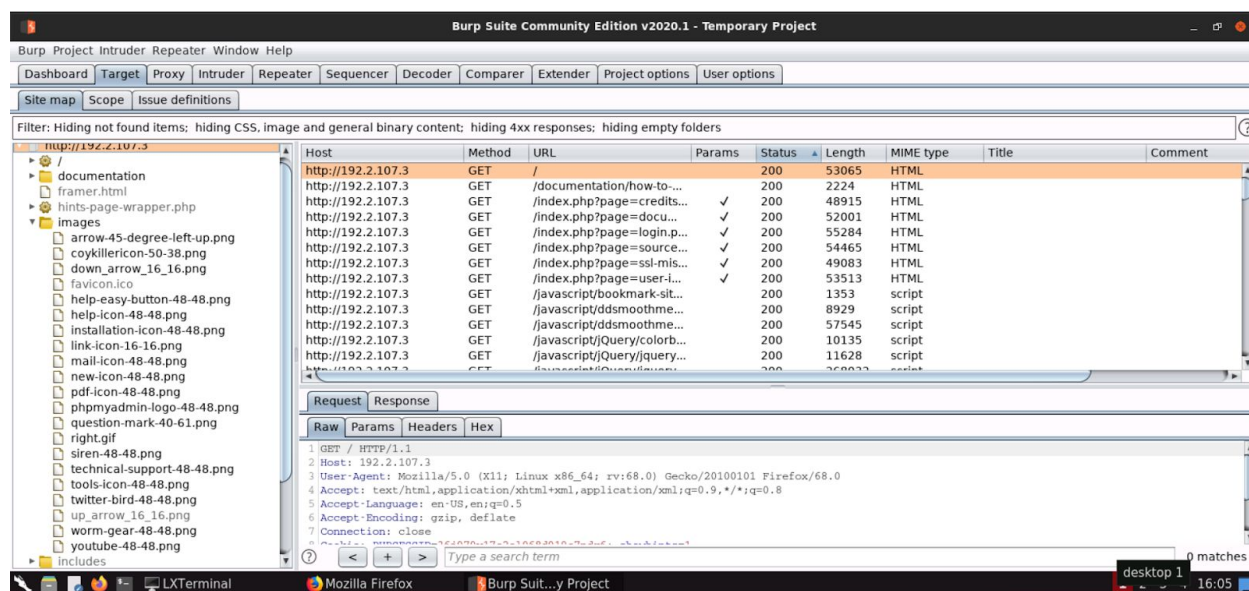 Burp Suite Community Edition v2020.1 - Temporary Project
Burp Project Intruder Repeater Window Help
Dashboard Target Proxy Intruder Repeater Sequencer Decoder Comparer Extender Project options User options
Site map Scope Issue definitions
Filter: Hiding not found items; hiding CSS, image and general binary content; hiding 4xx responses; hiding empty folders
http://192.2.107.3
/
documentation
framer.html
hints-page-wrapper.php
images
arrow-45-degree-left-up.png
coykillericon-50-38.png
down_arrow_16_16.png
favicon.ico
help-easy-button-48-48.png
help-icon-48-48.png
installation-icon-48-48.png
link-icon-16-16.png
mail-icon-48-48.png
new-icon-48-48.png
pdf-icon-48-48.png
phpmyadmin-logo-48-48.png
question-mark-40-61.png
right.gif
siren-48-48.png
technical-support-48-48.png
tools-icon-48-48.png
twitter-bird-48-48.png
up_arrow_16_16.png
worm-gear-48-48.png
youtube-48-48.png
includes
Host Method URL Params Status Length MIME type Title Comment
http://192.2.107.3 GET / 200 53065 HTML
http://192.2.107.3 GET /documentation/how-to-... 200 2224 HTML
http://192.2.107.3 GET /index.php?page=credits... ✓ 200 48915 HTML
http://192.2.107.3 GET /index.php?page=docu... ✓ 200 52001 HTML
http://192.2.107.3 GET /index.php?page=login.p... ✓ 200 55284 HTML
http://192.2.107.3 GET /index.php?page=source... ✓ 200 54465 HTML
http://192.2.107.3 GET /index.php?page=ssl-mis... ✓ 200 49083 HTML
http://192.2.107.3 GET /index.php?page=user-i... ✓ 200 53513 HTML
http://192.2.107.3 GET /javascript/bookmark-sit... 200 1353 script
http://192.2.107.3 GET /javascript/ddsmoothme... 200 8929 script
http://192.2.107.3 GET /javascript/ddsmoothme... 200 57545 script
http://192.2.107.3 GET /javascript/jQuery/colorb... 200 10135 script
http://192.2.107.3 GET /javascript/jQuery/jquery... 200 11628 script
Request Response
Raw Params Headers Hex
1 GET / HTTP/1.1
2 Host: 192.2.107.3
3 User-Agent: Mozilla/5.0 (X11; Linux x86_64; rv:68.0) Gecko/20100101 Firefox/68.0
4 Accept: text/html,application/xhtml+xml,application/xml;q=0.9,*/*;q=0.8
5 Accept-Language: en-US,en;q=0.5
6 Accept-Encoding: gzip, deflate
7 Connection: close
? < + > Type a search term 0 matches
desktop 1
LXTerminal Mozilla Firefox Burp Suit...y Project 1 2 3 4 16:05